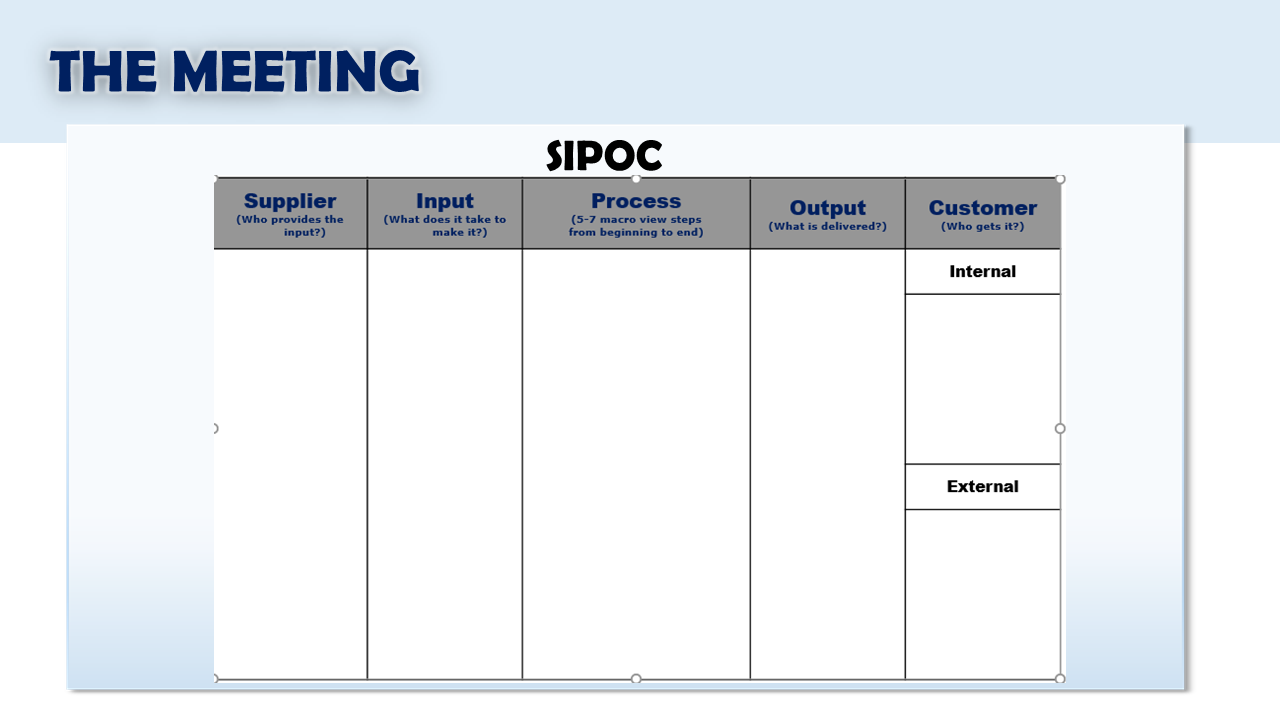 THE MEETING
SIPOC
Supplier
(Who provides the
input?)
Input
(What does it take to
make it?)
Process
(5-7 macro view steps
from beginning to end)
Output
(What is delivered?)
Customer
(Who gets it?)
Internal
External